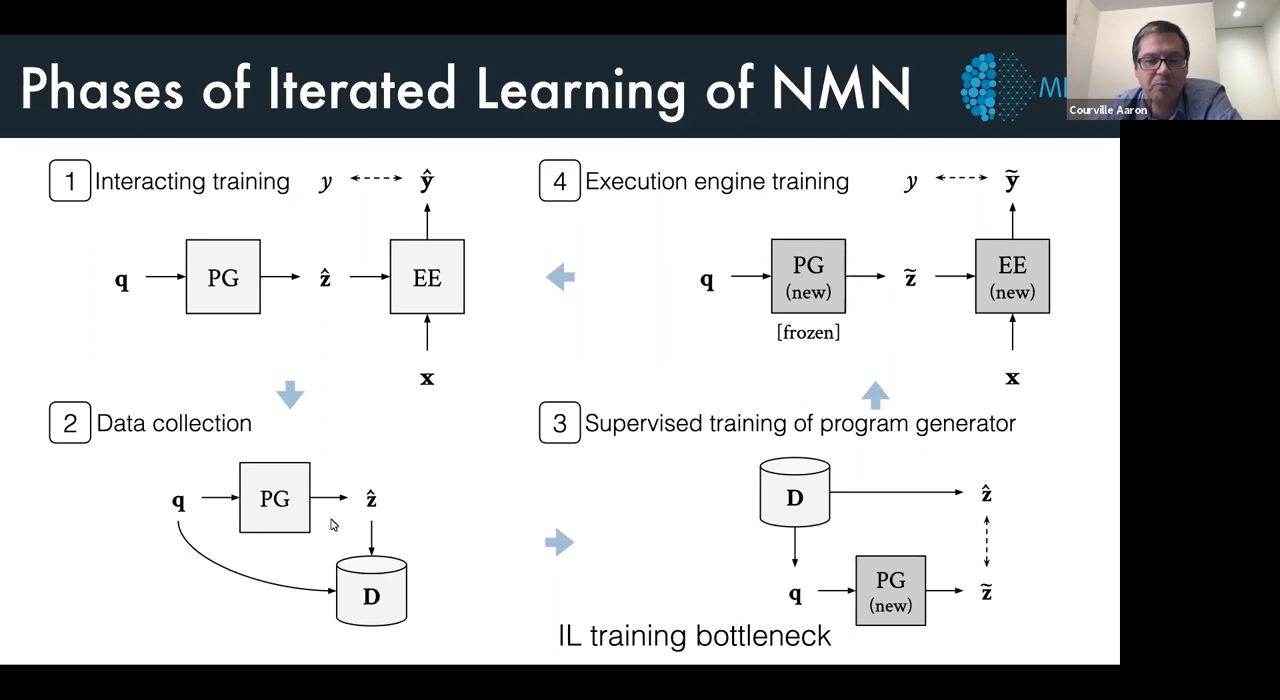 Phases of Iterated Learning of NMN
Courville Aaron
1 Interacting training y ŷ
q PG ẑ EE
x
4 Execution engine training y ỹ
q PG (new) z̃ EE (new)
[frozen]
x
2 Data collection
q PG ẑ
D
3 Supervised training of program generator
D ẑ
q PG (new) z̃
IL training bottleneck